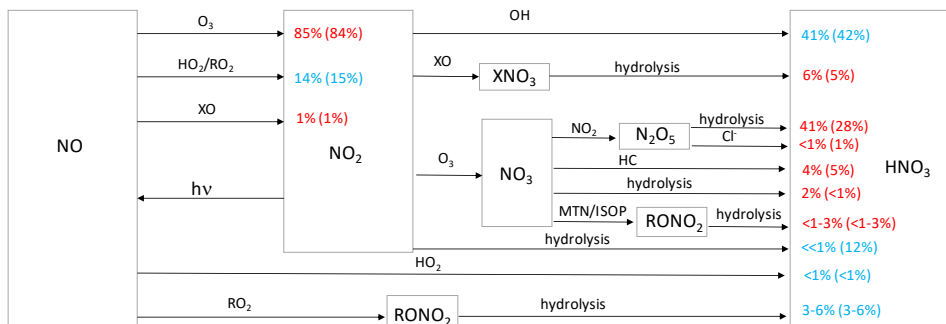 O3
85% (84%)
OH
41% (42%)
HO2/RO2
14% (15%)
XO
XNO3
hydrolysis
6% (5%)
XO
1% (1%)
NO
NO2
O3
NO3
NO2
N2O5
hydrolysis
41% (28%)
Cl-
<1% (1%)
HC
4% (5%)
HNO3
hydrolysis
2% (<1%)
hν
MTN/ISOP
RONO2
hydrolysis
<1-3% (<1-3%)
hydrolysis
<<1% (12%)
HO2
<1% (<1%)
RO2
RONO2
hydrolysis
3-6% (3-6%)